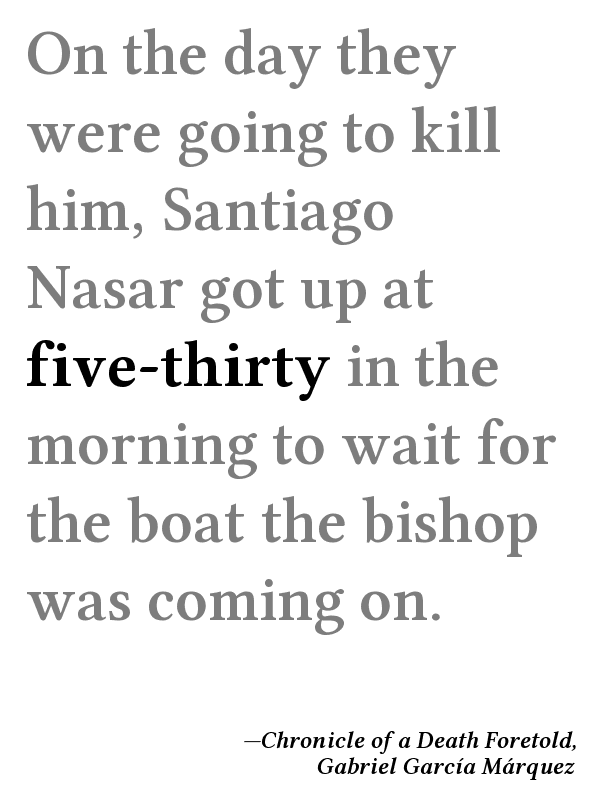 On the day they
were going to kill
him, Santiago
Nasar got up at
five-thirty in the
morning to wait for
the boat the bishop
was coming on.
—Chronicle of a Death Foretold,
Gabriel García Márquez